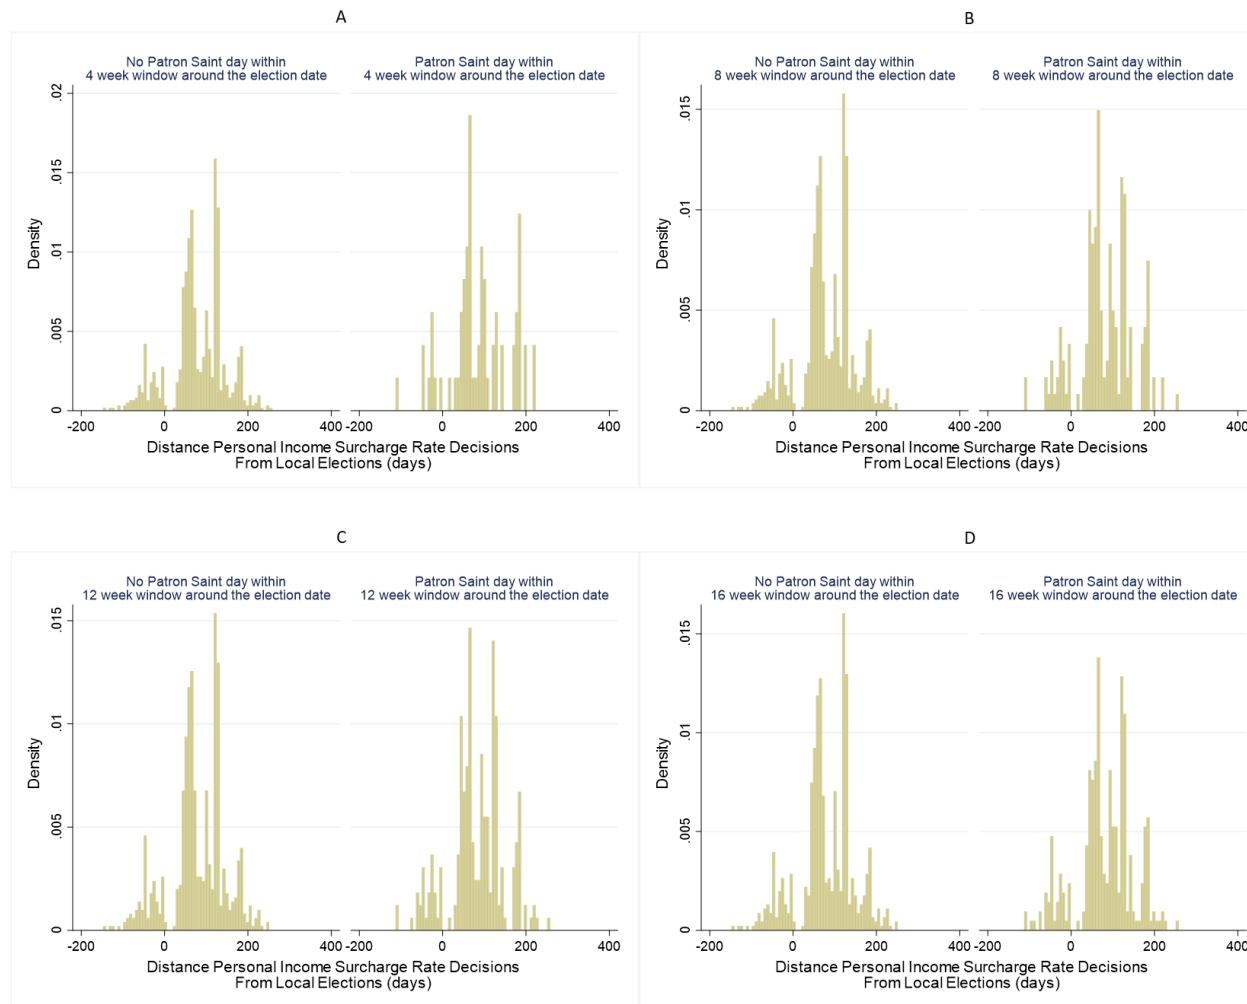 A
No Patron Saint day within
4 week window around the election date
Patron Saint day within
4 week window around the election date
.02
.015
.01
.005
0
Density
-200 0 200 400 -200 0 200 400
Distance Personal Income Surcharge Rate Decisions
From Local Elections (days)
B
No Patron Saint day within
8 week window around the election date
Patron Saint day within
8 week window around the election date
.015
.01
.005
0
Density
-200 0 200 400 -200 0 200 400
Distance Personal Income Surcharge Rate Decisions
From Local Elections (days)
C
No Patron Saint day within
12 week window around the election date
Patron Saint day within
12 week window around the election date
.015
.01
.005
0
Density
-200 0 200 400 -200 0 200 400
Distance Personal Income Surcharge Rate Decisions
From Local Elections (days)
D
No Patron Saint day within
16 week window around the election date
Patron Saint day within
16 week window around the election date
.015
.01
.005
0
Density
-200 0 200 400 -200 0 200 400
Distance Personal Income Surcharge Rate Decisions
From Local Elections (days)